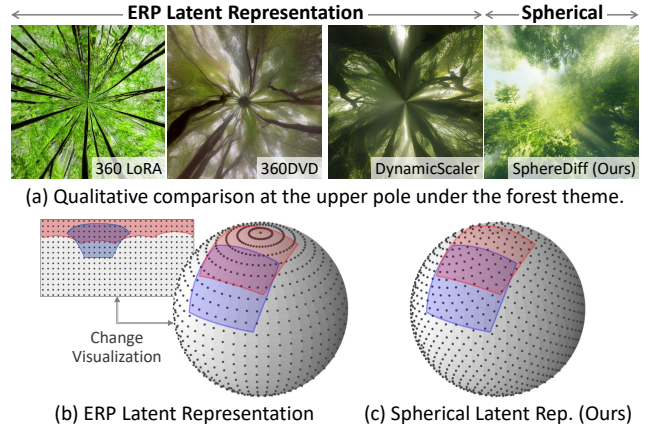 ERP Latent Representation
Spherical
360 LoRA
360DVD
DynamicScaler
SphereDiff (Ours)
(a) Qualitative comparison at the upper pole under the forest theme.
Change
Visualization
(b) ERP Latent Representation
(c) Spherical Latent Rep. (Ours)